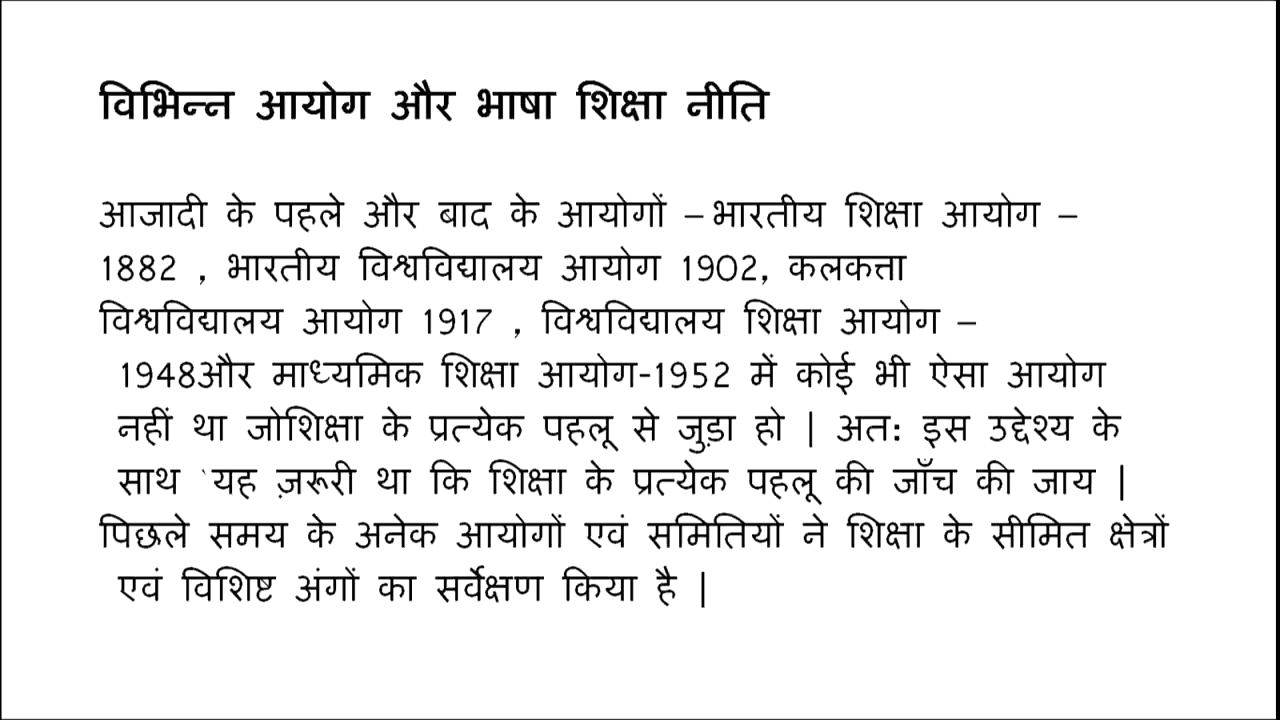 विभिन्न आयोग और भाषा शिक्षा नीति
आजादी के पहले और बाद के आयोगों – भारतीय शिक्षा आयोग –
1882 , भारतीय विश्वविद्यालय आयोग 1902, कलकत्ता
विश्वविद्यालय आयोग 1917 , विश्वविद्यालय शिक्षा आयोग –
1948और माध्यमिक शिक्षा आयोग-1952 में कोई भी ऐसा आयोग
नहीं था जोशिक्षा के प्रत्येक पहलू से जुड़ा हो | अतः इस उद्देश्य के
साथ `यह ज़रूरी था कि शिक्षा के प्रत्येक पहलू की जाँच की जाय |
पिछले समय के अनेक आयोगों एवं समितियों ने शिक्षा के सीमित क्षेत्रों
एवं विशिष्ट अंगों का सर्वेक्षण किया है |